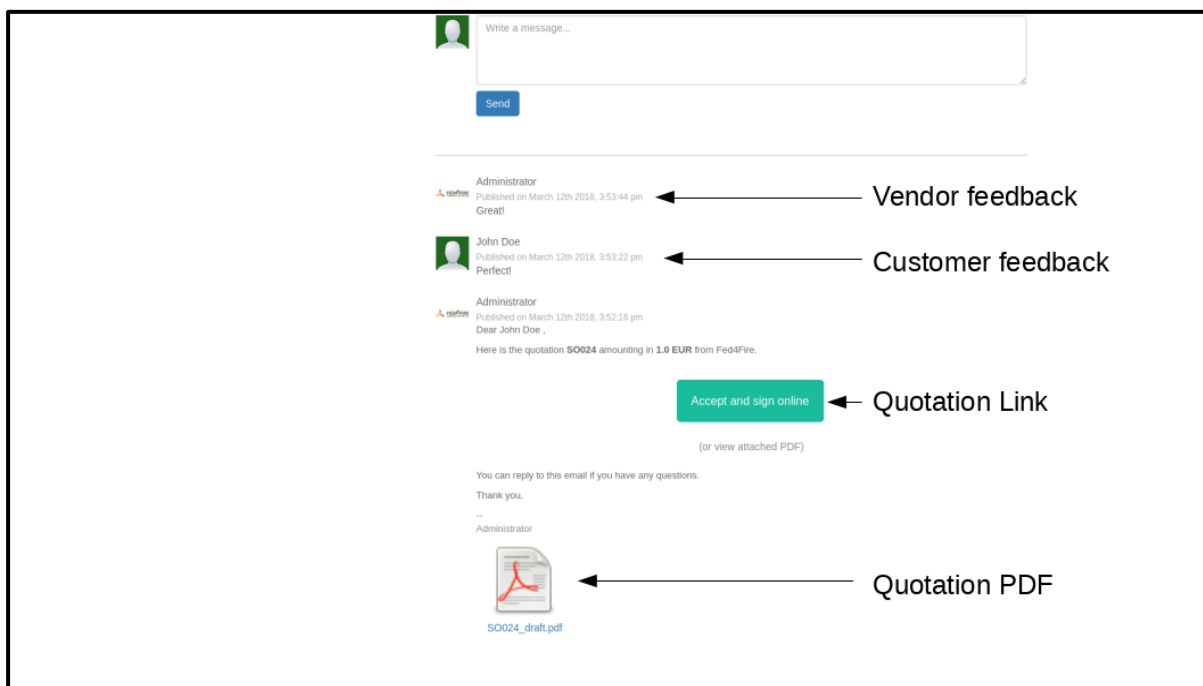 Write a message...
Send
Administrator
Published on March 12th 2018, 3:53:44 pm
Great!
Vendor feedback
John Doe
Published on March 12th 2018, 3:53:22 pm
Perfect!
Customer feedback
Administrator
Published on March 12th 2018, 3:52:16 pm
Dear John Doe ,
Here is the quotation SO024 amounting in 1.0 EUR from Fed4Fire.
Accept and sign online
Quotation Link
(or view attached PDF)
You can reply to this email if you have any questions.
Thank you,
--
Administrator
Quotation PDF
SO024_draft.pdf